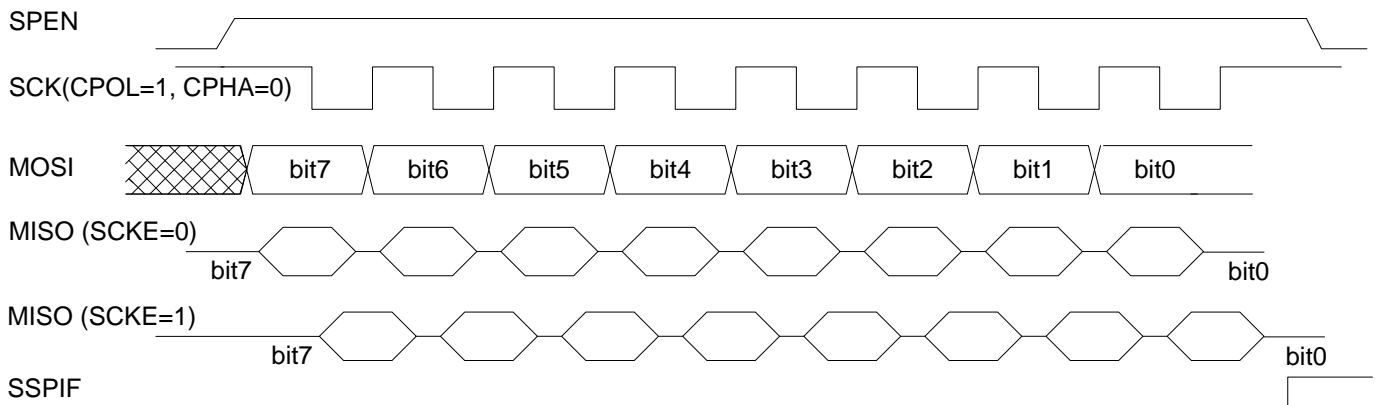 SPEN
SCK(CPOL=1, CPHA=0)
MOSI bit7 bit6 bit5 bit4 bit3 bit2 bit1 bit0
MISO (SCKE=0)
bit7 bit0
MISO (SCKE=1)
bit7 bit0
SSPIF